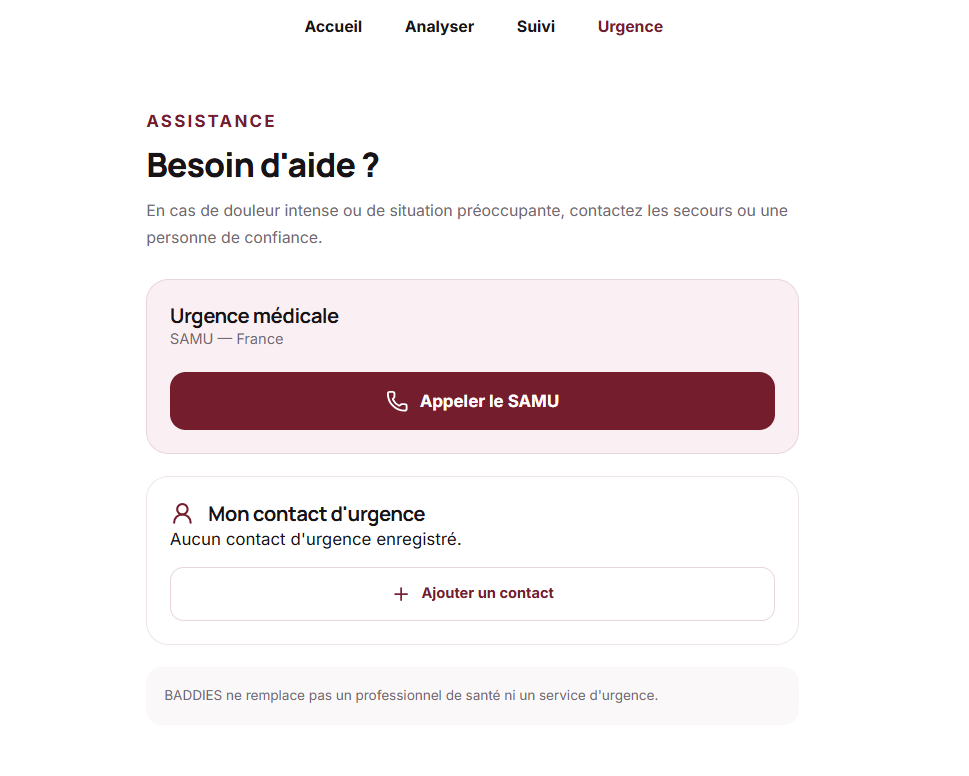 Accueil Analyser Suivi Urgence
ASSISTANCE
Besoin d'aide ?
En cas de douleur intense ou de situation préoccupante, contactez les secours ou une
personne de confiance.
Urgence médicale
SAMU — France
Appeler le SAMU
Mon contact d'urgence
Aucun contact d'urgence enregistré.
Ajouter un contact
BADDIES ne remplace pas un professionnel de santé ni un service d'urgence.